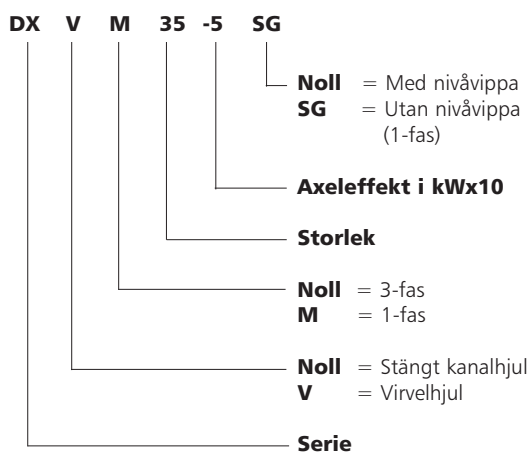 DX V M 35 -5 SG
Noll = Med nivåvippa
SG = Utan nivåvippa
(1-fas)
Axeleffekt i kWx10
Storlek
Noll = 3-fas
M = 1-fas
Noll = Stängt kanalhjul
V = Virvelhjul
Serie